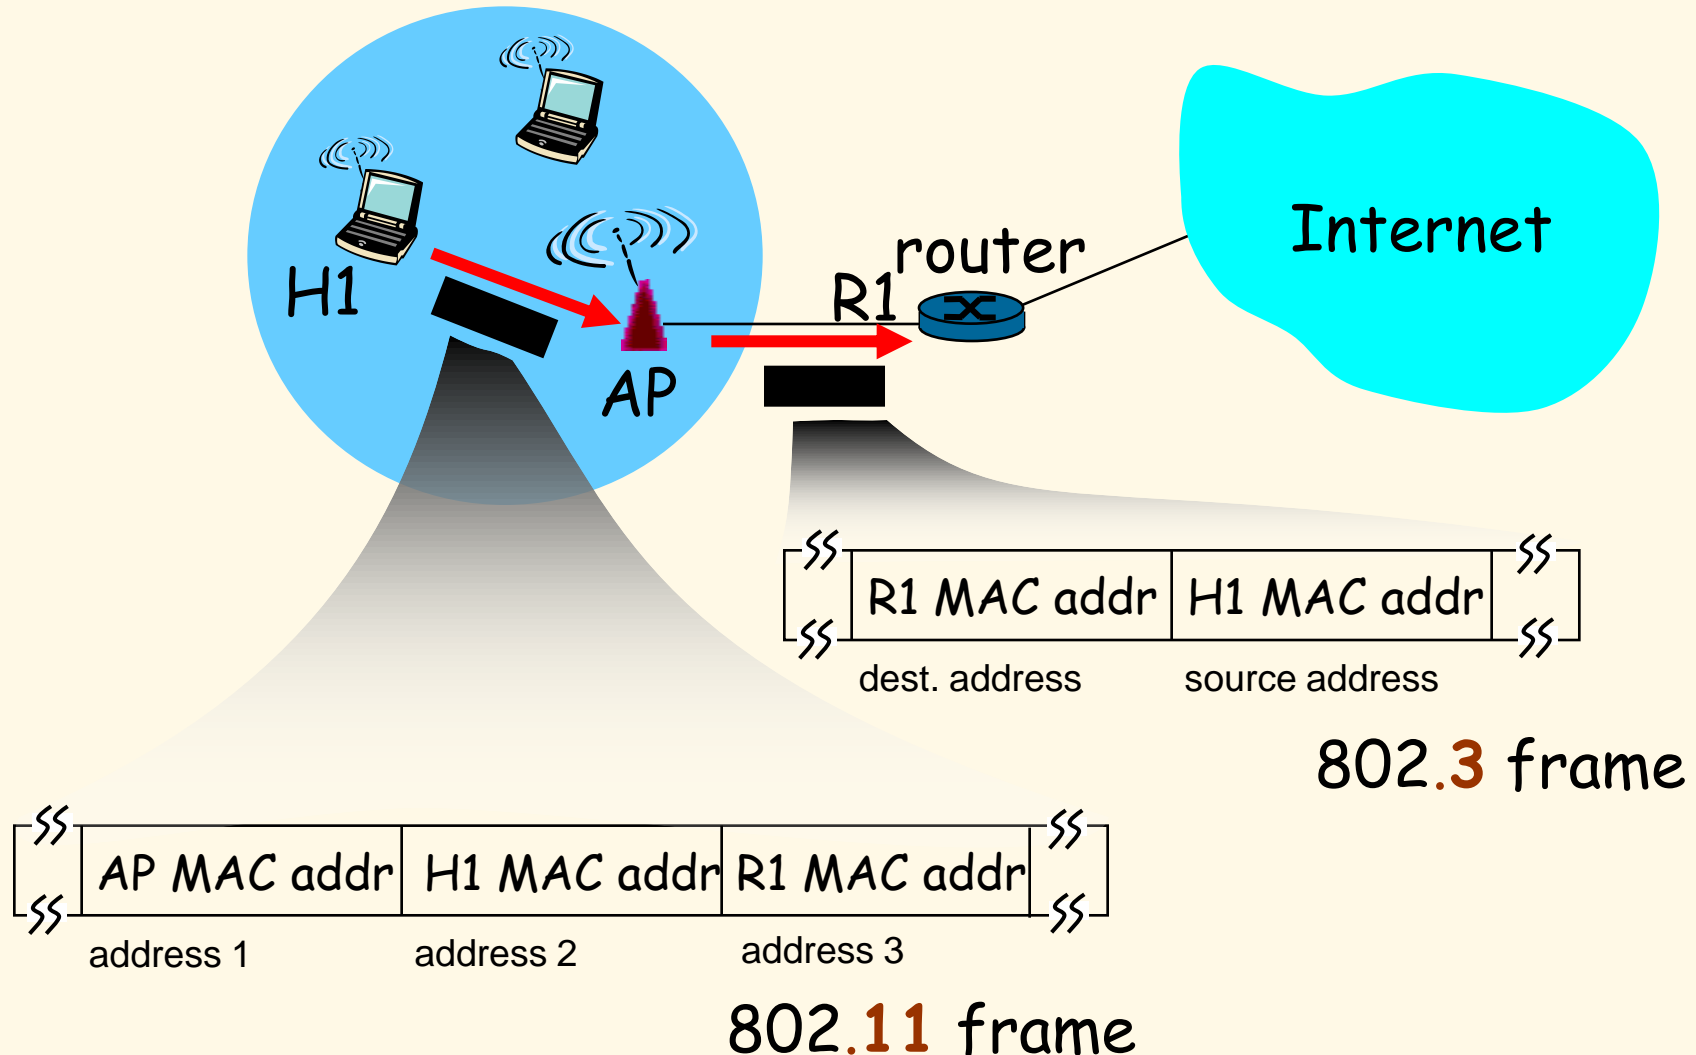 Internet
router
R1
H1
AP
R1 MAC addr H1 MAC addr
dest. address source address
802.3 frame
AP MAC addr H1 MAC addr R1 MAC addr
address 1 address 2 address 3
802.11 frame